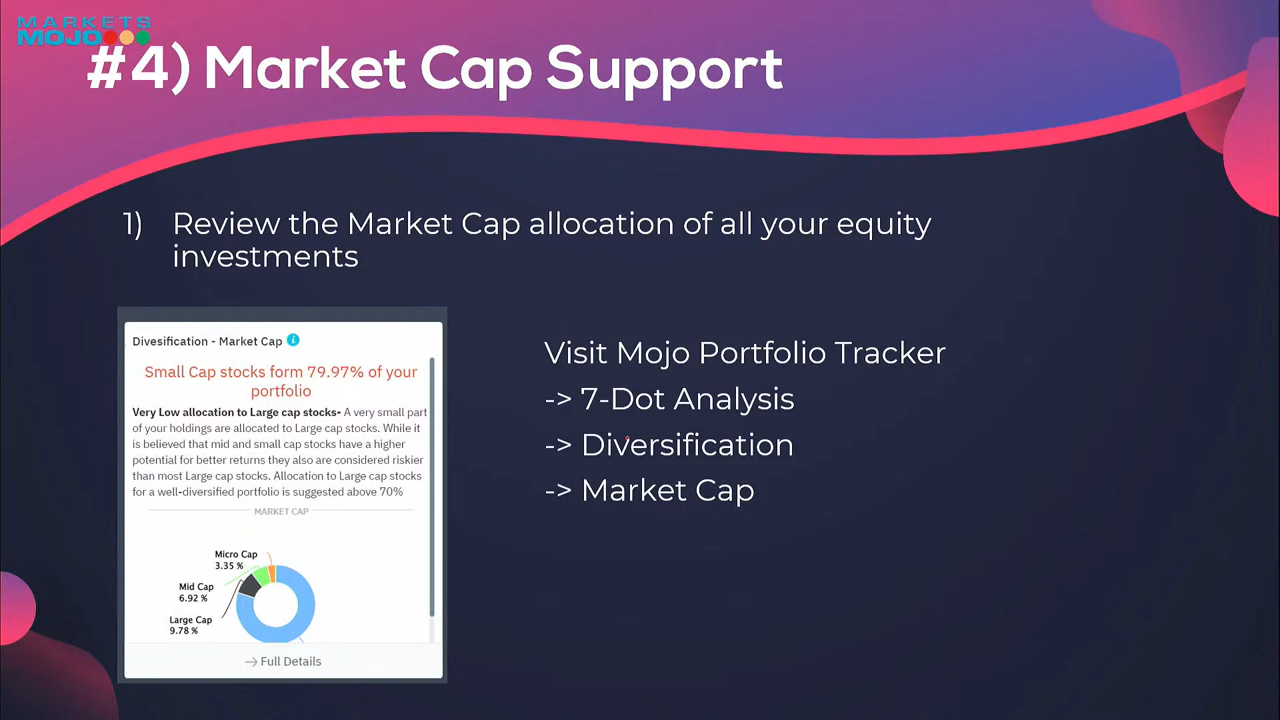 MARKETS
MOJO
#4) Market Cap Support
1) Review the Market Cap allocation of all your equity
investments
Divesification - Market Cap i
Small Cap stocks form 79.97% of your
portfolio
Very Low allocation to Large cap stocks- A very small part
of your holdings are allocated to Large cap stocks. While it
is believed that mid and small cap stocks have a higher
potential for better returns they also are considered riskier
than most Large cap stocks. Allocation to Large cap stocks
for a well-diversified portfolio is suggested above 70%
MARKET CAP
Micro Cap
3.35 %
Mid Cap
6.92 %
Large Cap
9.78 %
Full Details
Visit Mojo Portfolio Tracker
-> 7-Dot Analysis
-> Diversification
-> Market Cap